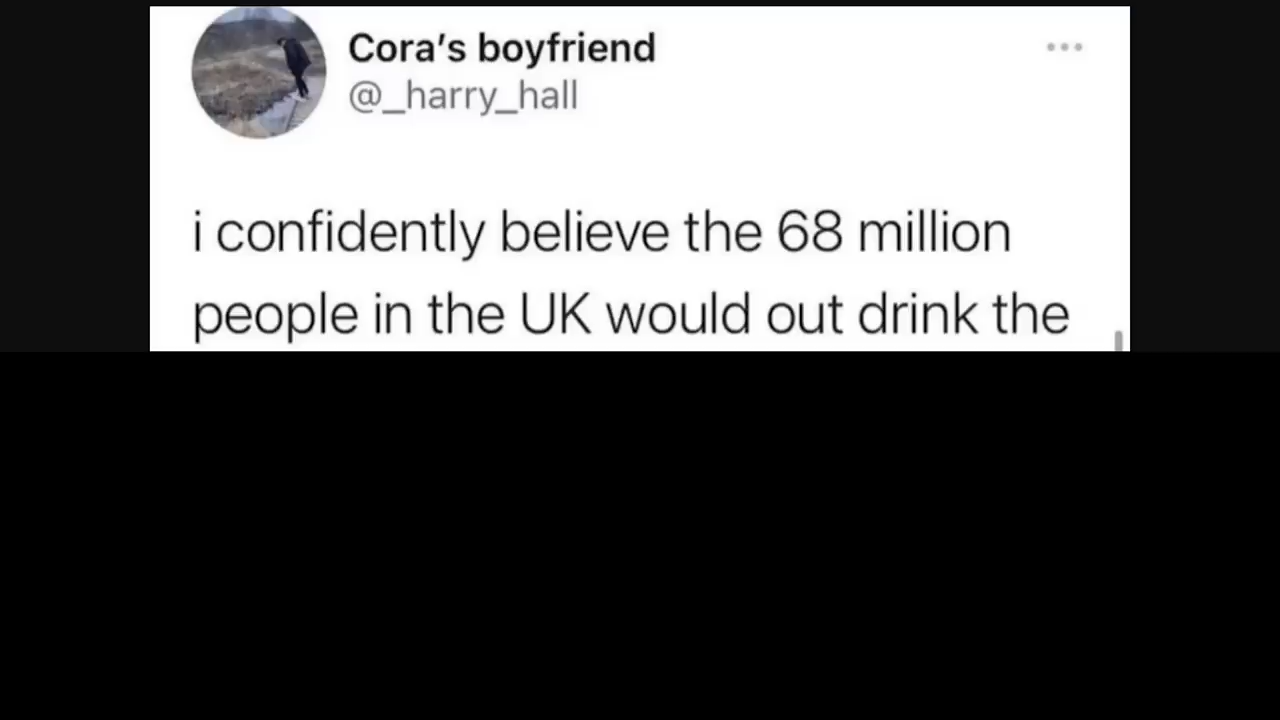 Cora's boyfriend
@_harry_hall
i confidently believe the 68 million
people in the UK would out drink the